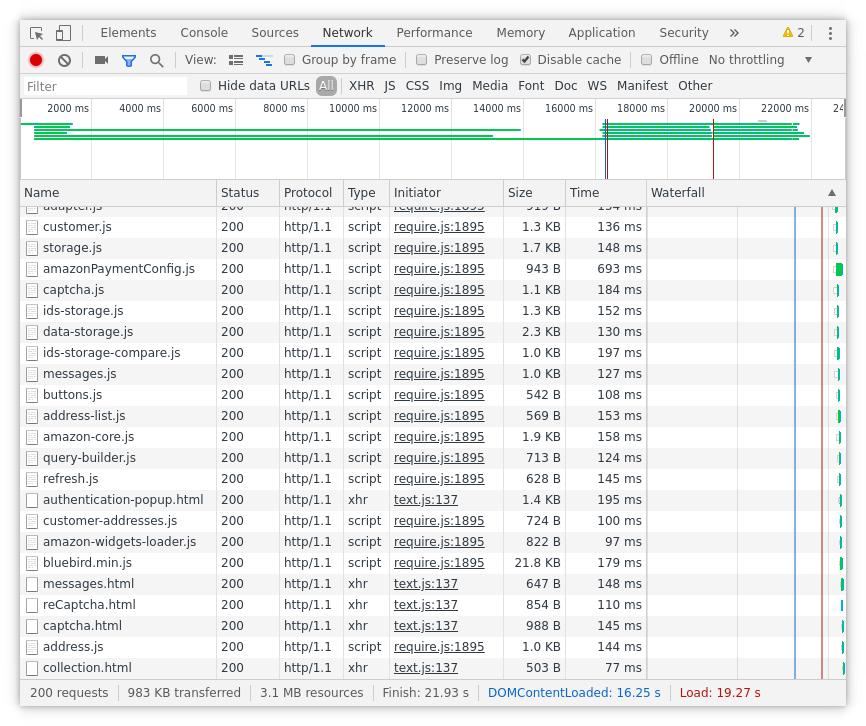 Elements Console Sources Network Performance Memory Application Security » 2
View: Group by frame Preserve log Disable cache Offline No throttling
Filter Hide data URLs All XHR JS CSS Img Media Font Doc WS Manifest Other
2000 ms 4000 ms 6000 ms 8000 ms 10000 ms 12000 ms 14000 ms 16000 ms 18000 ms 20000 ms 22000 ms 24
Name Status Protocol Type Initiator Size Time Waterfall
adapter.js 200 http/1.1 script require.js:1895 919 B 134 ms
customer.js 200 http/1.1 script require.js:1895 1.3 KB 136 ms
storage.js 200 http/1.1 script require.js:1895 1.7 KB 148 ms
amazonPaymentConfig.js 200 http/1.1 script require.js:1895 943 B 693 ms
captcha.js 200 http/1.1 script require.js:1895 1.1 KB 184 ms
ids-storage.js 200 http/1.1 script require.js:1895 1.3 KB 152 ms
data-storage.js 200 http/1.1 script require.js:1895 2.3 KB 130 ms
ids-storage-compare.js 200 http/1.1 script require.js:1895 1.0 KB 197 ms
messages.js 200 http/1.1 script require.js:1895 1.0 KB 127 ms
buttons.js 200 http/1.1 script require.js:1895 542 B 108 ms
address-list.js 200 http/1.1 script require.js:1895 569 B 153 ms
amazon-core.js 200 http/1.1 script require.js:1895 1.9 KB 158 ms
query-builder.js 200 http/1.1 script require.js:1895 713 B 124 ms
refresh.js 200 http/1.1 script require.js:1895 628 B 145 ms
authentication-popup.html 200 http/1.1 xhr text.js:137 1.4 KB 195 ms
customer-addresses.js 200 http/1.1 script require.js:1895 724 B 100 ms
amazon-widgets-loader.js 200 http/1.1 script require.js:1895 822 B 97 ms
bluebird.min.js 200 http/1.1 script require.js:1895 21.8 KB 179 ms
messages.html 200 http/1.1 xhr text.js:137 647 B 148 ms
reCaptcha.html 200 http/1.1 xhr text.js:137 854 B 110 ms
captcha.html 200 http/1.1 xhr text.js:137 988 B 145 ms
address.js 200 http/1.1 script require.js:1895 1.0 KB 144 ms
collection.html 200 http/1.1 xhr text.js:137 503 B 77 ms
200 requests 983 KB transferred 3.1 MB resources Finish: 21.93 s DOMContentLoaded: 16.25 s Load: 19.27 s